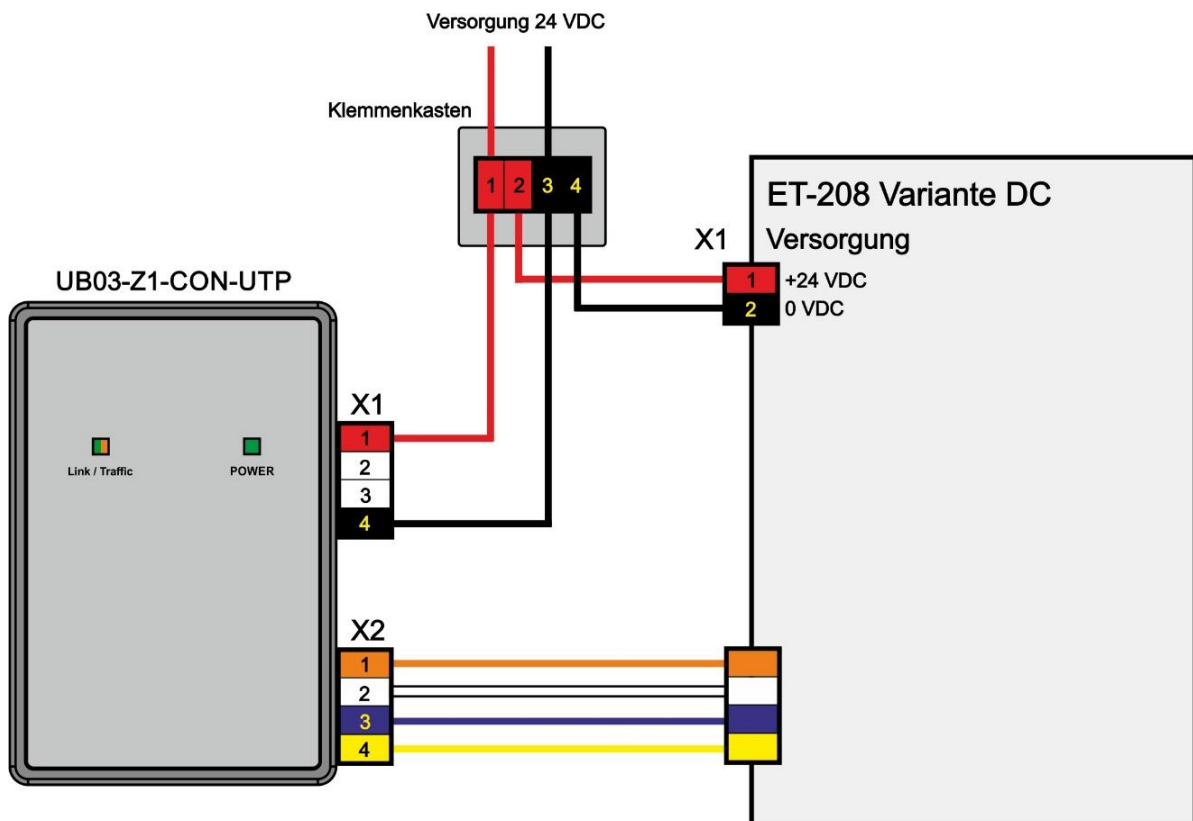 Versorgung 24 VDC
Klemmenkasten
1 2 3 4
ET-208 Variante DC
X1 Versorgung
1 +24 VDC
2 0 VDC
UB03-Z1-CON-UTP
Link / Traffic
POWER
X1
1
2
3
4
X2
1
2
3
4